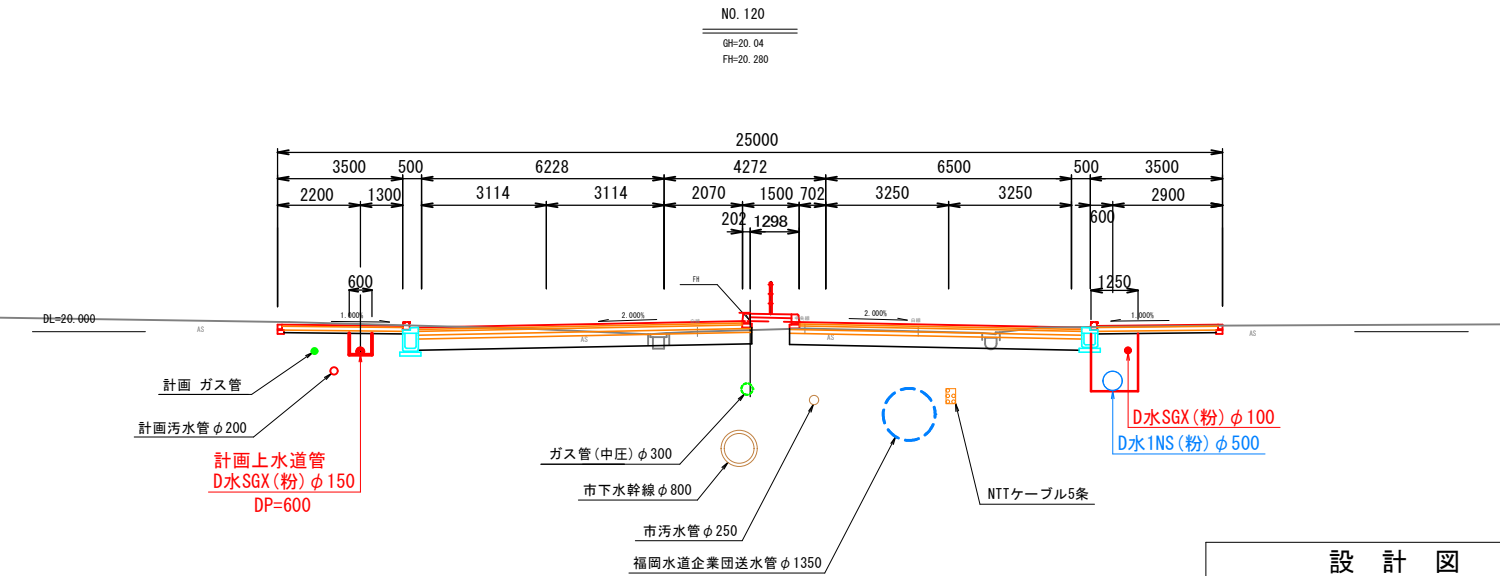 NO.120
GH=20.04
FH=20.280
25000
3500 500 6228 4272 6500 500 3500
2200 1300 3114 3114 2070 1500 702 3250 3250 2900
202 1298 600
600 1250
FH
DL=20.000 1.000% 2.000% 2.000% 1.000%
AS AS AS AS
計画 ガス管
計画汚水管φ200
計画上水道管
D水SGX(粉)φ150
DP=600
ガス管(中圧)φ300
市下水幹線φ800
市汚水管φ250
福岡水道企業団送水管φ1350
NTTケーブル5条
D水SGX(粉)φ100
D水1NS(粉)φ500
設計図